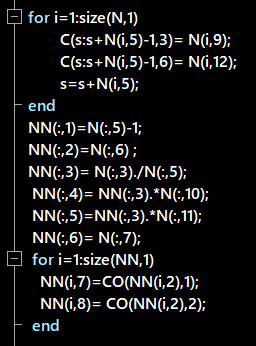 for i=1:size(N,1)
C(s:s+N(i,5)-1,3)= N(i,9);
C(s:s+N(i,5)-1,6)= N(i,12);
s=s+N(i,5);
end
NN(:,1)=N(:,5)-1;
NN(:,2)=N(:,6) ;
NN(:,3)= N(:,3)./N(:,5);
NN(:,4)= NN(:,3).*N(:,10);
NN(:,5)=NN(:,3).*N(:,11);
NN(:,6)= N(:,7);
for i=1:size(NN,1)
NN(i,7)=CO(NN(i,2),1);
NN(i,8)= CO(NN(i,2),2);
end